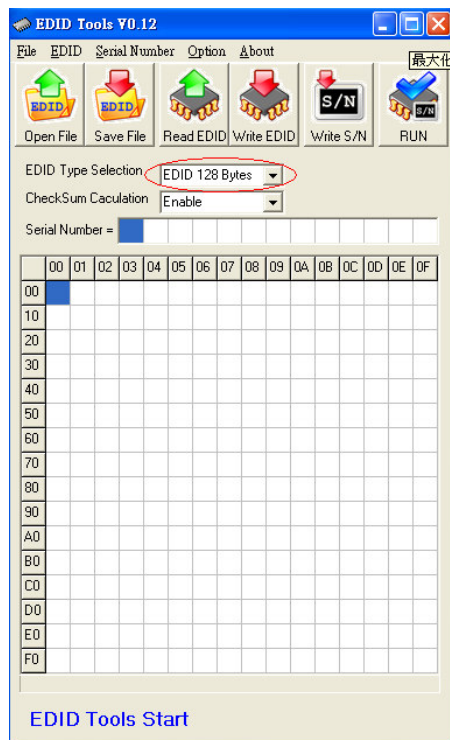 EDID Tools V0.12
File EDID Serial Number Option About
最大化
EDID EDID S/N S/N
Open File Save File Read EDID Write EDID Write S/N RUN
EDID Type Selection EDID 128 Bytes
CheckSum Caculation Enable
Serial Number =
00 01 02 03 04 05 06 07 08 09 0A 0B 0C 0D 0E 0F
00
10
20
30
40
50
60
70
80
90
A0
B0
C0
D0
E0
F0
EDID Tools Start